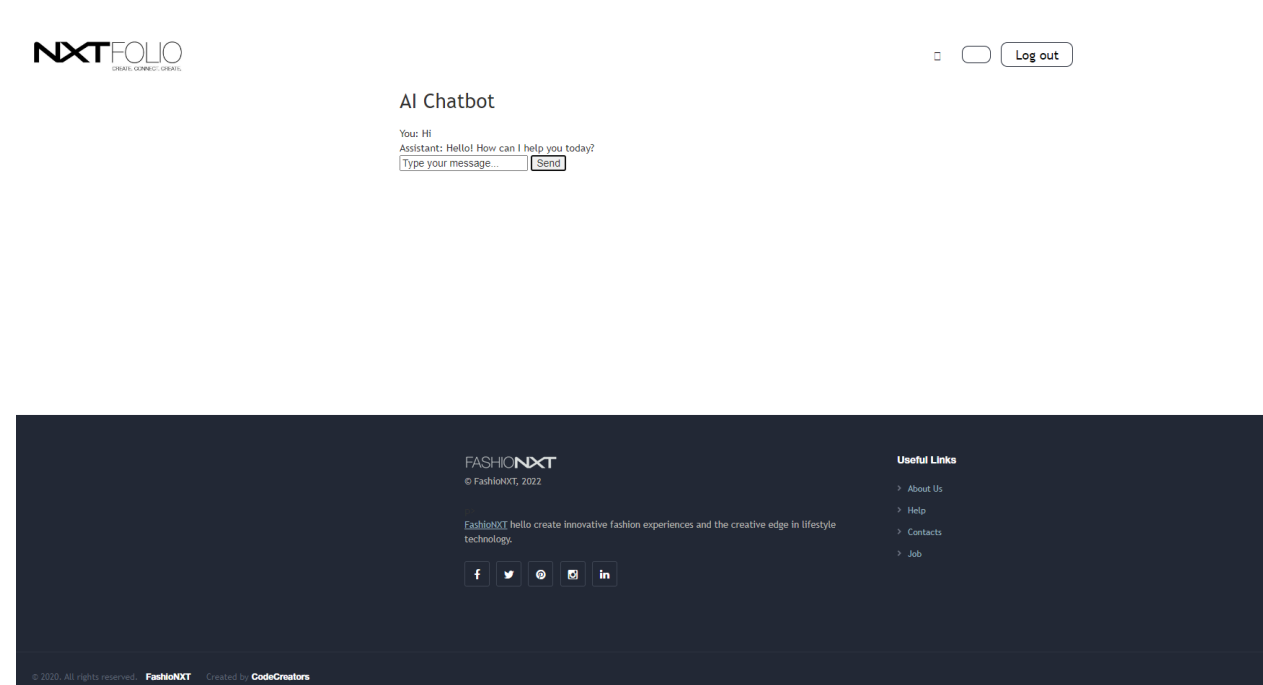 NXTFOLIO
CREATE. CONNECT. CREATE.
Log out
AI Chatbot
You: Hi
Assistant: Hello! How can I help you today?
Type your message... Send
FASHIONXT
© FashioNXT, 2022
FashioNXT hello create innovative fashion experiences and the creative edge in lifestyle
technology.
Useful Links
> About Us
> Help
> Contacts
> Job
© 2020. All rights reserved. FashioNXT Created by CodeCreators